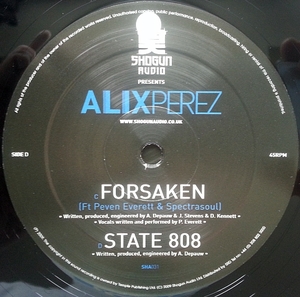 SHOGUN
AUDIO
PRESENTS
ALIXPEREZ
WWW.SHOGUNAUDIO.CO.UK
SIDE D
45RPM
C FORSAKEN
(Ft Peven Everett & Spectrasoul)
- Written, produced, engineered by A. Depauw & J. Stevens & D. Kennett -
- Vocals written and performed by P. Everett -
D STATE 808
- Written, produced, engineered by A. Depauw -
SHA031